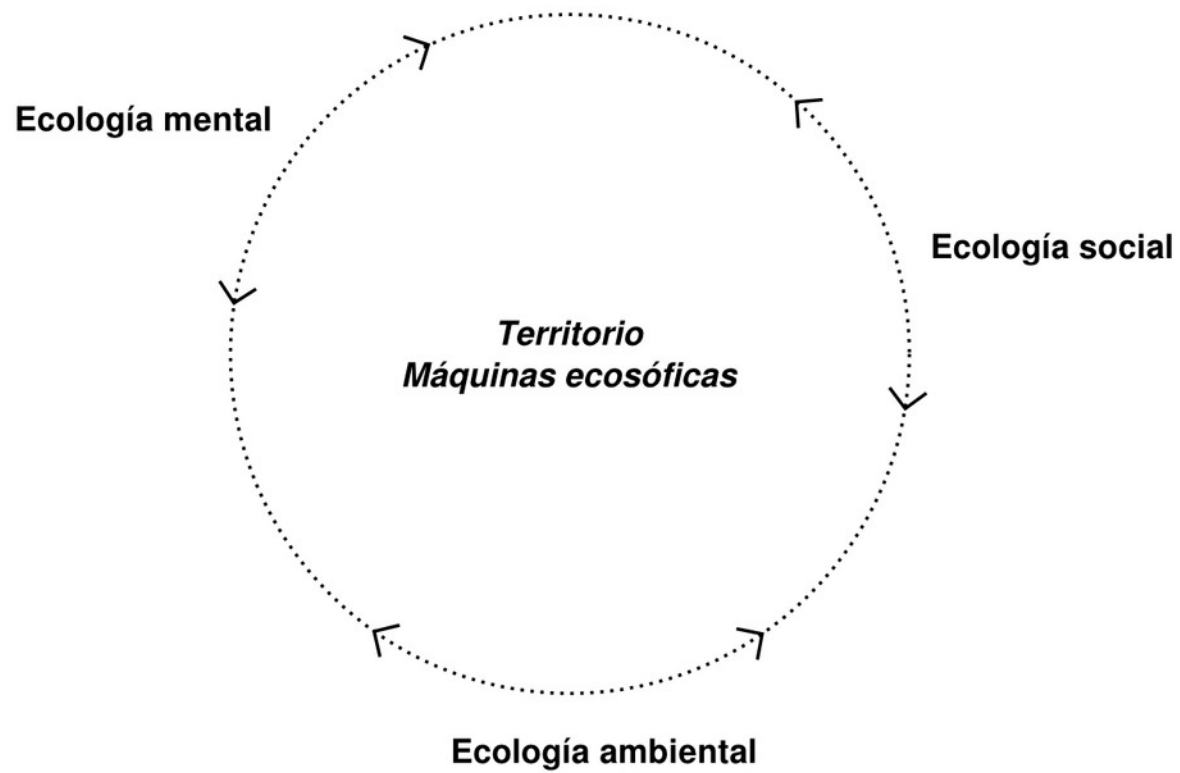 Ecología mental
Ecología social
Territorio
Máquinas ecosóficas
Ecología ambiental